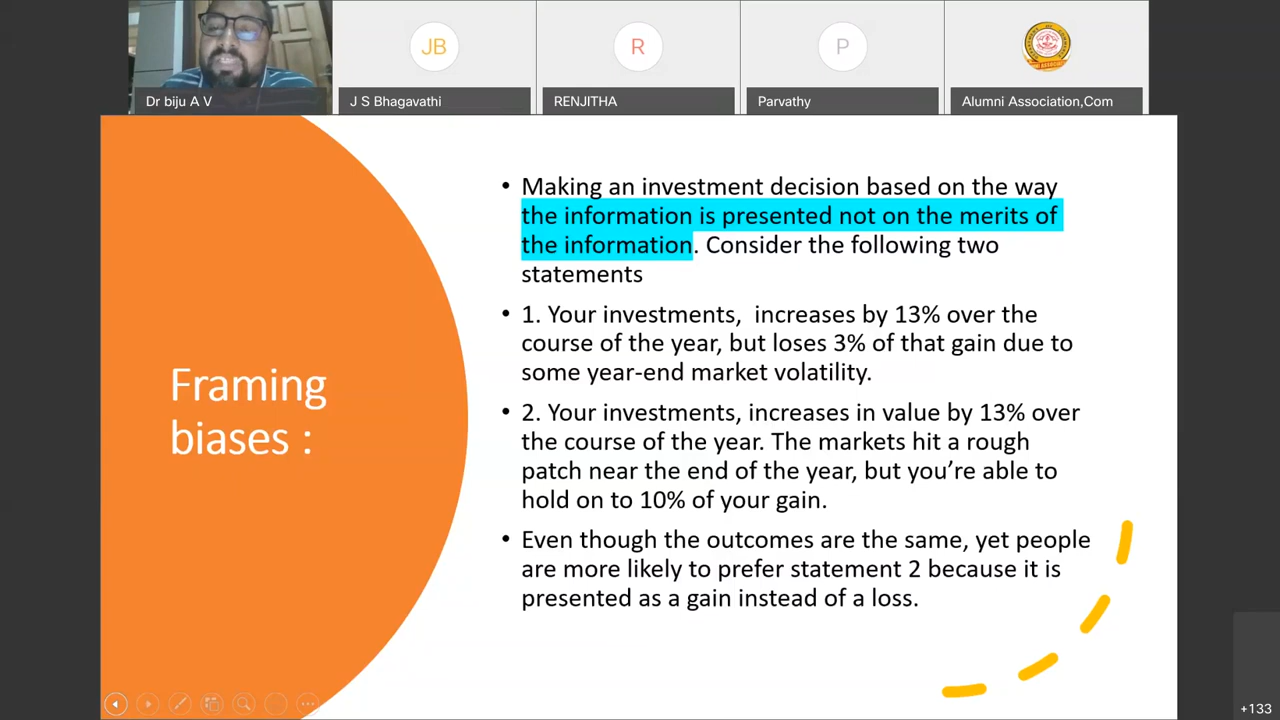 JB
R
P
Dr biju A V
J S Bhagavathi
RENJITHA
Parvathy
Alumni Association,Com
Framing
biases :
• Making an investment decision based on the way
the information is presented not on the merits of
the information. Consider the following two
statements
• 1. Your investments, increases by 13% over the
course of the year, but loses 3% of that gain due to
some year-end market volatility.
• 2. Your investments, increases in value by 13% over
the course of the year. The markets hit a rough
patch near the end of the year, but you’re able to
hold on to 10% of your gain.
• Even though the outcomes are the same, yet people
are more likely to prefer statement 2 because it is
presented as a gain instead of a loss.
+133